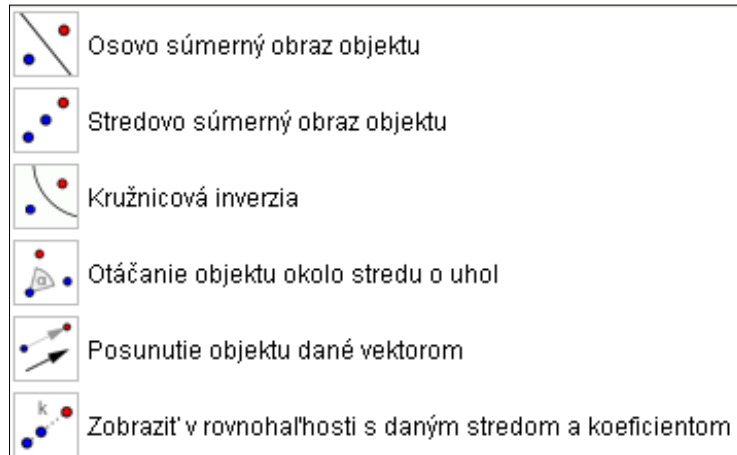 Osovo súmerný obraz objektu
Stredovo súmerný obraz objektu
Kružnicová inverzia
α
Otáčanie objektu okolo stredu o uhol
Posunutie objektu dané vektorom
k
Zobraziť v rovnohaľhosti s daným stredom a koeficientom